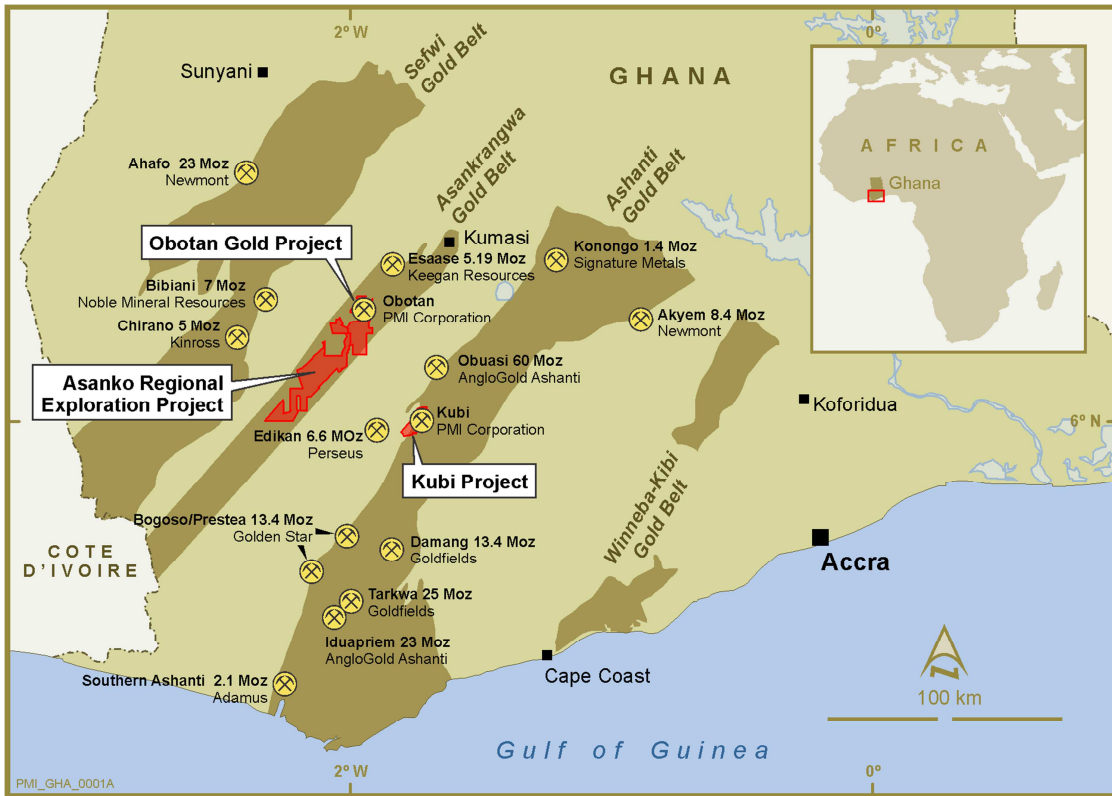 2º W
0º
Sunyani
Sefwi
Gold Belt
GHANA
AFRICA
Ghana
Ahafo 23 Moz
Newmont
Asankrangwa
Gold Belt
Ashanti
Gold Belt
Obotan Gold Project
Kumasi
Esaase 5.19 Moz
Keegan Resources
Konongo 1.4 Moz
Signature Metals
Bibiani 7 Moz
Noble Mineral Resources
Obotan
PMI Corporation
Akyem 8.4 Moz
Newmont
Chirano 5 Moz
Kinross
Obuasi 60 Moz
AngloGold Ashanti
Asanko Regional
Exploration Project
Koforidua
Kubi
PMI Corporation
6º N
Edikan 6.6 MOz
Perseus
Kubi Project
Winneba-Kibi
Gold Belt
Bogoso/Prestea 13.4 Moz
Golden Star
Damang 13.4 Moz
Goldfields
COTE
D'IVOIRE
Accra
Tarkwa 25 Moz
Goldfields
Iduapriem 23 Moz
AngloGold Ashanti
Cape Coast
Southern Ashanti 2.1 Moz
Adamus
N
100 km
Gulf of Guinea
PMI_GHA_0001A
2º W
0º